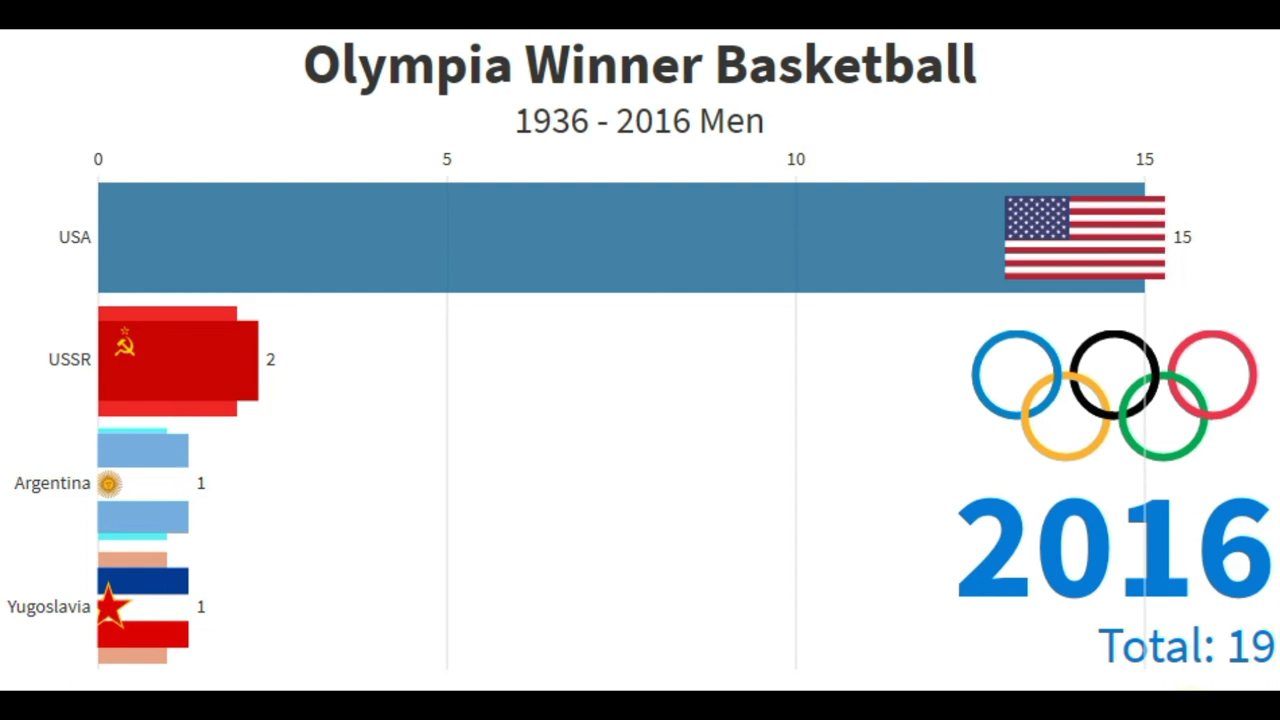 Olympia Winner Basketball
1936 - 2016 Men
0 5 10 15
USA 15
USSR 2
Argentina 1
Yugoslavia 1
2016
Total: 19